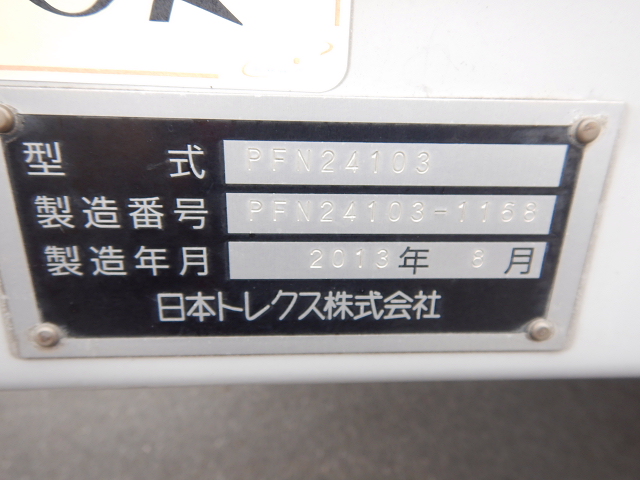 型 式 PFN24103
製造番号 PFN24103-1166
製造年月 2013年 8月
日本トレクス株式会社